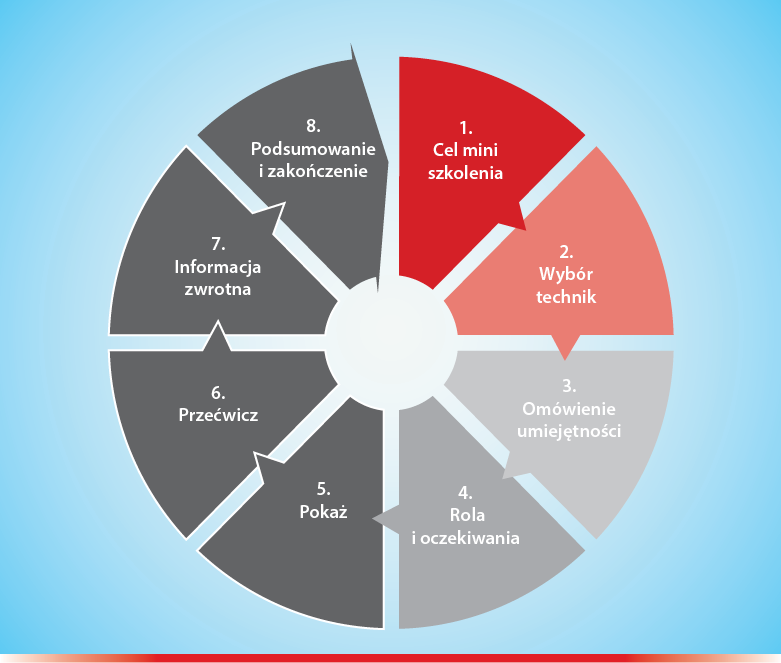 1.
Cel mini
szkolenia
2.
Wybór
technik
3.
Omówienie
umiejętności
4.
Rola
i oczekiwania
5.
Pokaż
6.
Przećwicz
7.
Informacja
zwrotna
8.
Podsumowanie
i zakończenie